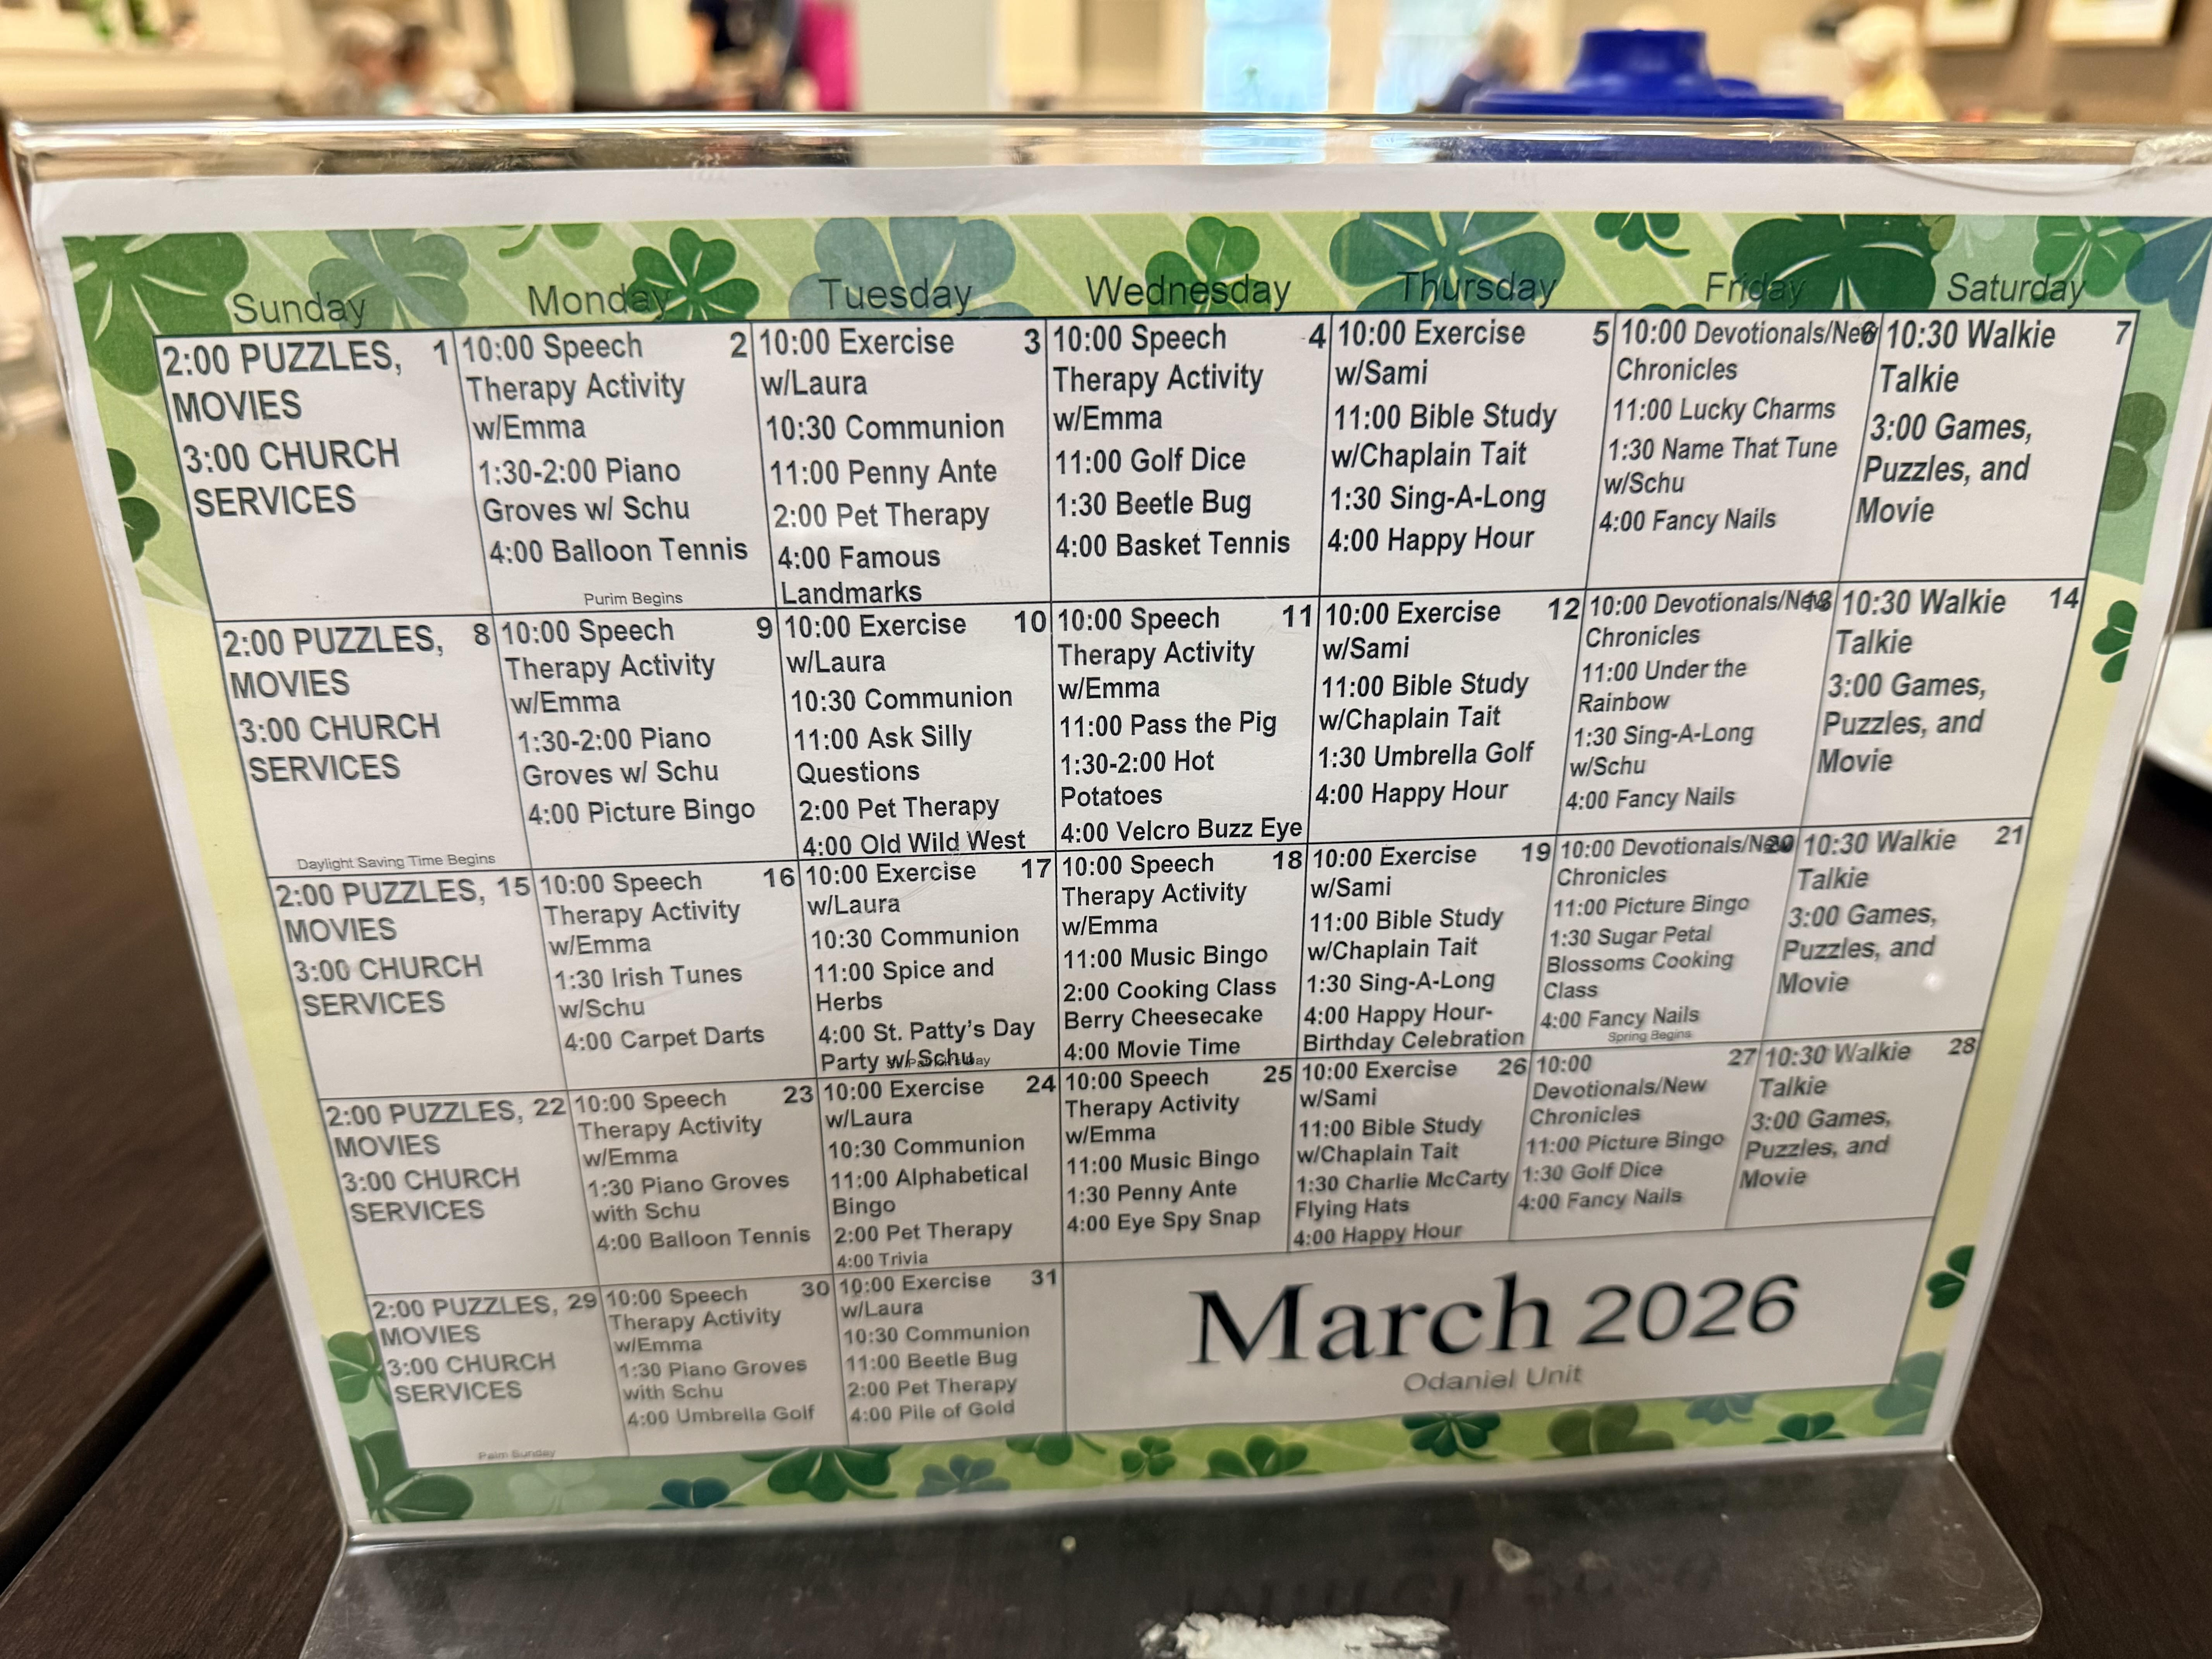 Sunday Monday Tuesday Wednesday Thursday Friday Saturday
2:00 PUZZLES, 1
MOVIES
3:00 CHURCH
SERVICES
10:00 Speech 2
Therapy Activity
w/Emma
1:30-2:00 Piano
Groves w/ Schu
4:00 Balloon Tennis
Purim Begins
10:00 Exercise 3
w/Laura
10:30 Communion
11:00 Penny Ante
2:00 Pet Therapy
4:00 Famous
Landmarks
10:00 Speech 4
Therapy Activity
w/Emma
11:00 Golf Dice
1:30 Beetle Bug
4:00 Basket Tennis
10:00 Exercise 5
w/Sami
11:00 Bible Study
w/Chaplain Tait
1:30 Sing-A-Long
4:00 Happy Hour
10:00 Devotionals/New 6
Chronicles
11:00 Lucky Charms
1:30 Name That Tune
w/Schu
4:00 Fancy Nails
10:30 Walkie 7
Talkie
3:00 Games,
Puzzles, and
Movie
2:00 PUZZLES, 8
MOVIES
3:00 CHURCH
SERVICES
Daylight Saving Time Begins
10:00 Speech 9
Therapy Activity
w/Emma
1:30-2:00 Piano
Groves w/ Schu
4:00 Picture Bingo
10:00 Exercise 10
w/Laura
10:30 Communion
11:00 Ask Silly
Questions
2:00 Pet Therapy
4:00 Old Wild West
10:00 Speech 11
Therapy Activity
w/Emma
11:00 Pass the Pig
1:30-2:00 Hot
Potatoes
4:00 Velcro Buzz Eye
10:00 Exercise 12
w/Sami
11:00 Bible Study
w/Chaplain Tait
1:30 Umbrella Golf
4:00 Happy Hour
10:00 Devotionals/New 13
Chronicles
11:00 Under the
Rainbow
1:30 Sing-A-Long
w/Schu
4:00 Fancy Nails
10:30 Walkie 14
Talkie
3:00 Games,
Puzzles, and
Movie
2:00 PUZZLES, 15
MOVIES
3:00 CHURCH
SERVICES
10:00 Speech 16
Therapy Activity
w/Emma
1:30 Irish Tunes
w/Schu
4:00 Carpet Darts
10:00 Exercise 17
w/Laura
10:30 Communion
11:00 Spice and
Herbs
4:00 St. Patty's Day
Party w/ Schu
St. Patrick's Day
10:00 Speech 18
Therapy Activity
w/Emma
11:00 Music Bingo
2:00 Cooking Class
Berry Cheesecake
4:00 Movie Time
10:00 Exercise 19
w/Sami
11:00 Bible Study
w/Chaplain Tait
1:30 Sing-A-Long
4:00 Happy Hour-
Birthday Celebration
10:00 Devotionals/New 20
Chronicles
11:00 Picture Bingo
1:30 Sugar Petal
Blossoms Cooking
Class
4:00 Fancy Nails
Spring Begins
10:30 Walkie 21
Talkie
3:00 Games,
Puzzles, and
Movie
2:00 PUZZLES, 22
MOVIES
3:00 CHURCH
SERVICES
10:00 Speech 23
Therapy Activity
w/Emma
1:30 Piano Groves
with Schu
4:00 Balloon Tennis
10:00 Exercise 24
w/Laura
10:30 Communion
11:00 Alphabetical
Bingo
2:00 Pet Therapy
4:00 Trivia
10:00 Speech 25
Therapy Activity
w/Emma
11:00 Music Bingo
1:30 Penny Ante
4:00 Eye Spy Snap
10:00 Exercise 26
w/Sami
11:00 Bible Study
w/Chaplain Tait
1:30 Charlie McCarty
Flying Hats
4:00 Happy Hour
10:00 27
Devotionals/New
Chronicles
11:00 Picture Bingo
1:30 Golf Dice
4:00 Fancy Nails
10:30 Walkie 28
Talkie
3:00 Games,
Puzzles, and
Movie
2:00 PUZZLES, 29
MOVIES
3:00 CHURCH
SERVICES
Palm Sunday
10:00 Speech 30
Therapy Activity
w/Emma
1:30 Piano Groves
with Schu
4:00 Umbrella Golf
10:00 Exercise 31
w/Laura
10:30 Communion
11:00 Beetle Bug
2:00 Pet Therapy
4:00 Pile of Gold
March 2026
Odaniel Unit